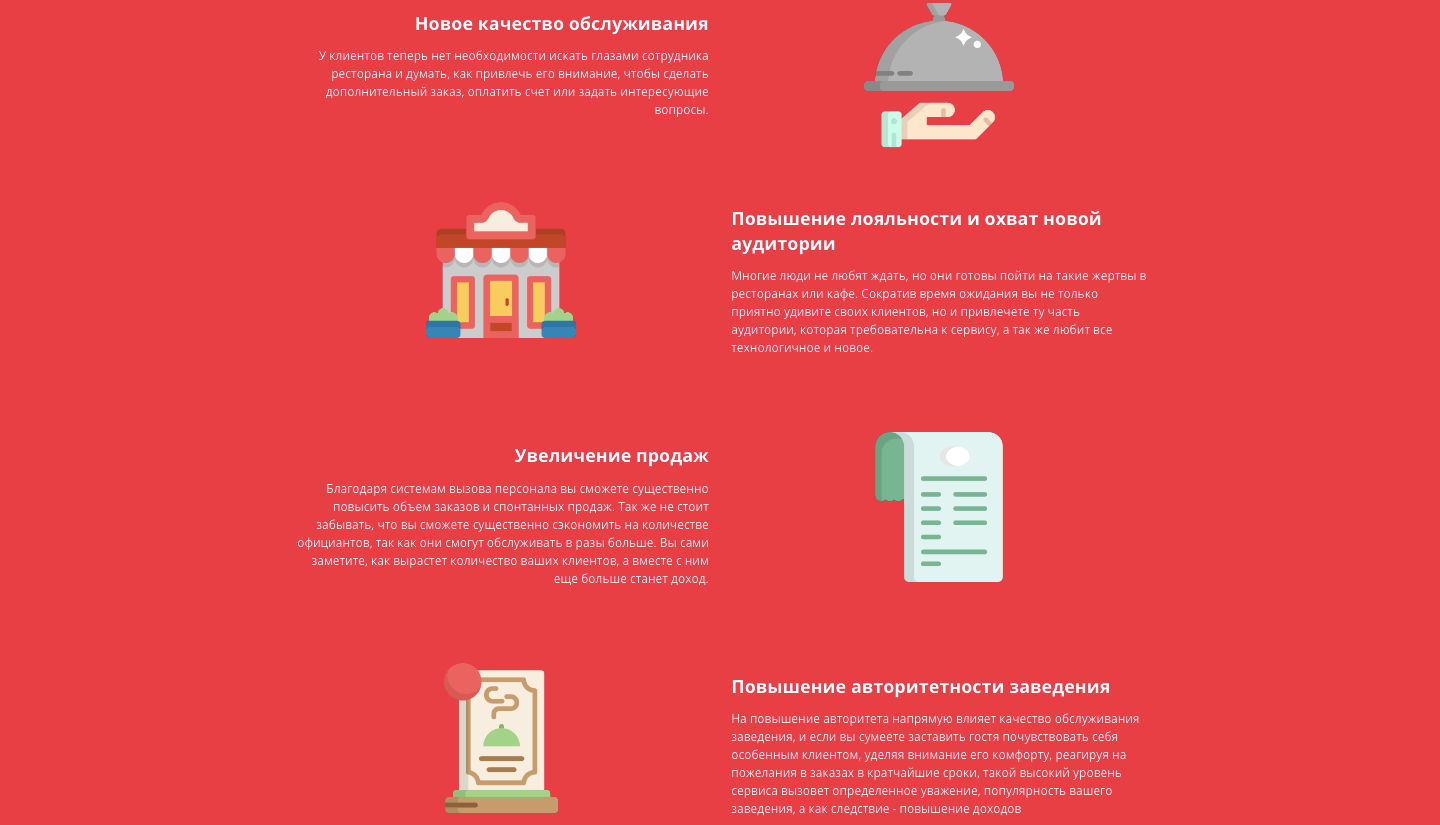 Новое качество обслуживания
У клиентов теперь нет необходимости искать глазами сотрудника
ресторана и думать, как привлечь его внимание, чтобы сделать
дополнительный заказ, оплатить счет или задать интересующие
вопросы.
Повышение лояльности и охват новой
аудитории
Многие люди не любят ждать, но они готовы пойти на такие жертвы в
ресторанах или кафе. Сократив время ожидания вы не только
приятно удивите своих клиентов, но и привлечете ту часть
аудитории, которая требовательна к сервису, а так же любит все
технологичное и новое.
Увеличение продаж
Благодаря системам вызова персонала вы сможете существенно
повысить объем заказов и спонтанных продаж. Так же не стоит
забывать, что вы сможете существенно сэкономить на количестве
официантов, так как они смогут обслуживать в разы больше. Вы сами
заметите, как вырастет количество ваших клиентов, а вместе с ним
еще больше станет доход.
Повышение авторитетности заведения
На повышение авторитета напрямую влияет качество обслуживания
заведения, и если вы сумеете заставить гостя почувствовать себя
особенным клиентом, уделяя внимание его комфорту, реагируя на
пожелания в заказах в кратчайшие сроки, такой высокий уровень
сервиса вызовет определенное уважение, популярность вашего
заведения, а как следствие - повышение доходов